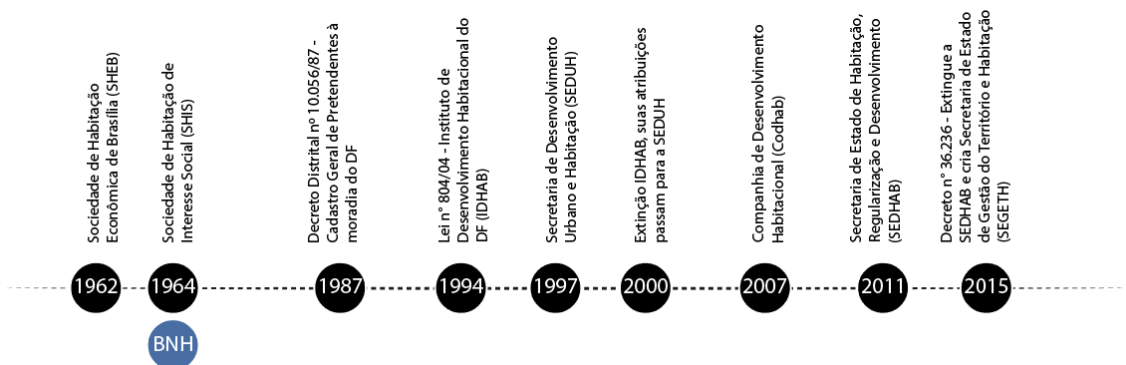 Sociedade de Habitação
Econômica de Brasília (SHEB)
Sociedade de Habitação de
Interesse Social (SHIS)
Decreto Distrital nº 10.056/87 -
Cadastro Geral de Pretendentes à
moradia do DF
Lei n° 804/04 - Instituto de
Desenvolvimento Habitacional do
DF (IDHAB)
Secretaria de Desenvolvimento
Urbano e Habitação (SEDUH)
Extinção IDHAB, suas atribuições
passam para a SEDUH
Companhia de Desenvolvimento
Habitacional (Codhab)
Secretaria de Estado de Habitação,
Regularização e Desenvolvimento
(SEDHAB)
Decreto n° 36.236 - Extingue a
SEDHAB e cria Secretaria de Estado
de Gestão do Território e Habitação
(SEGETH)
1962
1964
1987
1994
1997
2000
2007
2011
2015
BNH